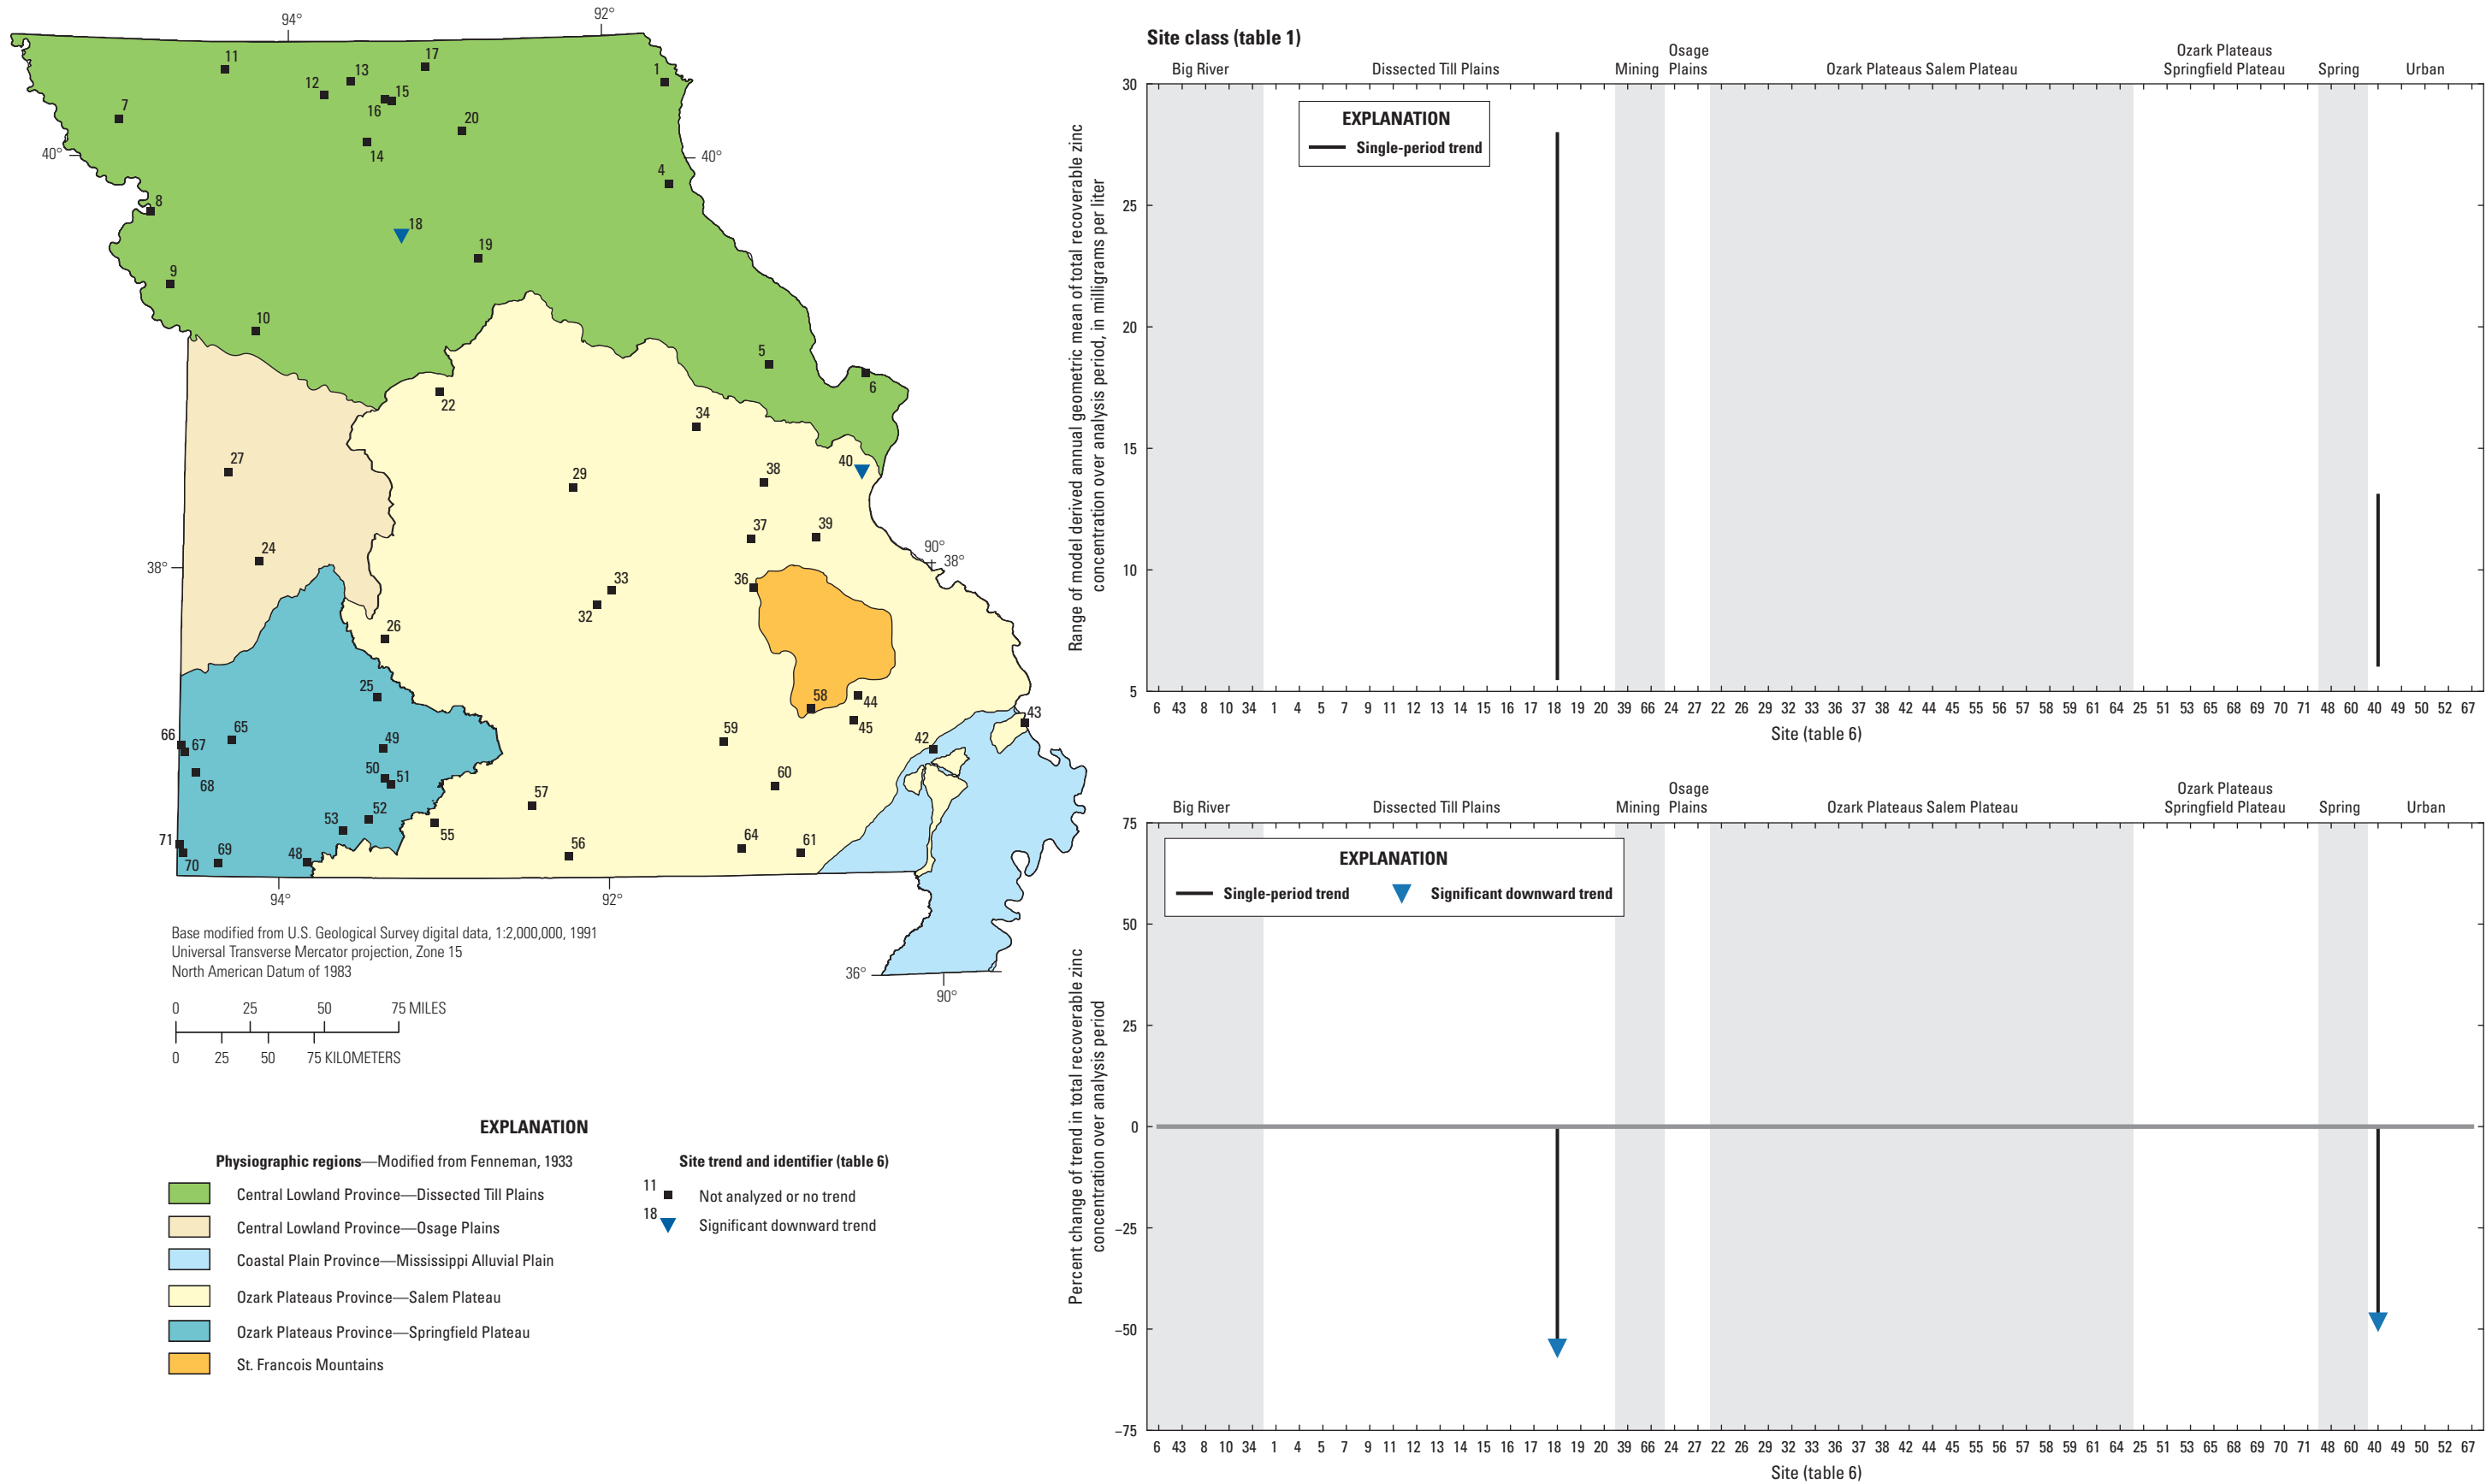 94°
92°
11
12
13
17
1
7
16
15
20
14
40°
40°
4
8
18
19
9
10
5
6
22
34
27
29
38
40
37
39
24
90°
38°
38°
33
36
32
26
25
58
44
45
43
65
66
67
49
59
42
68
50
51
60
57
52
53
55
71
70
69
48
56
64
61
94°
92°
36°
90°
Base modified from U.S. Geological Survey digital data, 1:2,000,000, 1991
Universal Transverse Mercator projection, Zone 15
North American Datum of 1983
0 25 50 75 MILES
0 25 50 75 KILOMETERS
EXPLANATION
Physiographic regions—Modified from Fenneman, 1933
Central Lowland Province—Dissected Till Plains
Central Lowland Province—Osage Plains
Coastal Plain Province—Mississippi Alluvial Plain
Ozark Plateaus Province—Salem Plateau
Ozark Plateaus Province—Springfield Plateau
St. Francois Mountains
Site trend and identifier (table 6)
11 Not analyzed or no trend
18 Significant downward trend
Site class (table 1)
Big River
Dissected Till Plains
Mining
Osage
Plains
Ozark Plateaus Salem Plateau
Ozark Plateaus
Springfield Plateau
Spring
Urban
EXPLANATION
Single-period trend
Range of model derived annual geometric mean of total recoverable zinc
concentration over analysis period, in milligrams per liter
30
25
20
15
10
5
6 43 8 10 34 1 4 5 7 9 11 12 13 14 15 16 17 18 19 20 39 66 24 27 22 26 29 32 33 36 37 38 42 44 45 55 56 57 58 59 61 64 25 51 53 65 68 69 70 71 48 60 40 49 50 52 67
Site (table 6)
Big River
Dissected Till Plains
Mining
Osage
Plains
Ozark Plateaus Salem Plateau
Ozark Plateaus
Springfield Plateau
Spring
Urban
EXPLANATION
Single-period trend
Significant downward trend
Percent change of trend in total recoverable zinc
concentration over analysis period
75
50
25
0
−25
−50
−75
6 43 8 10 34 1 4 5 7 9 11 12 13 14 15 16 17 18 19 20 39 66 24 27 22 26 29 32 33 36 37 38 42 44 45 55 56 57 58 59 61 64 25 51 53 65 68 69 70 71 48 60 40 49 50 52 67
Site (table 6)